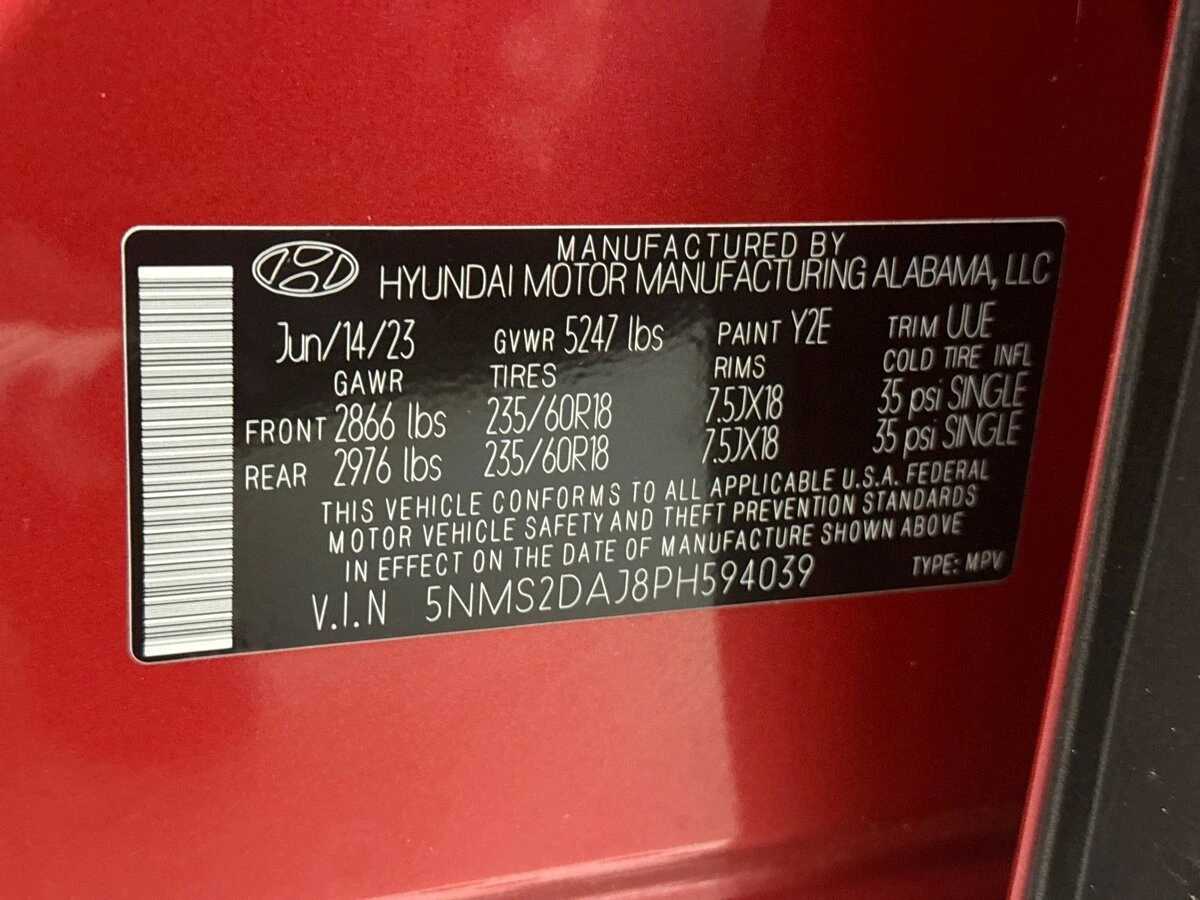 MANUFACTURED BY
HYUNDAI MOTOR MANUFACTURING ALABAMA, LLC
Jun/14/23 GVWR 5247 lbs PAINT Y2E TRIM UUE
GAWR TIRES RIMS COLD TIRE INFL
FRONT 2866 lbs 235/60R18 7.5JX18 35 psi SINGLE
REAR 2976 lbs 235/60R18 7.5JX18 35 psi SINGLE
THIS VEHICLE CONFORMS TO ALL APPLICABLE U.S.A. FEDERAL
MOTOR VEHICLE SAFETY AND THEFT PREVENTION STANDARDS
IN EFFECT ON THE DATE OF MANUFACTURE SHOWN ABOVE
V.I.N 5NMS2DAJ8PH594039 TYPE: MPV